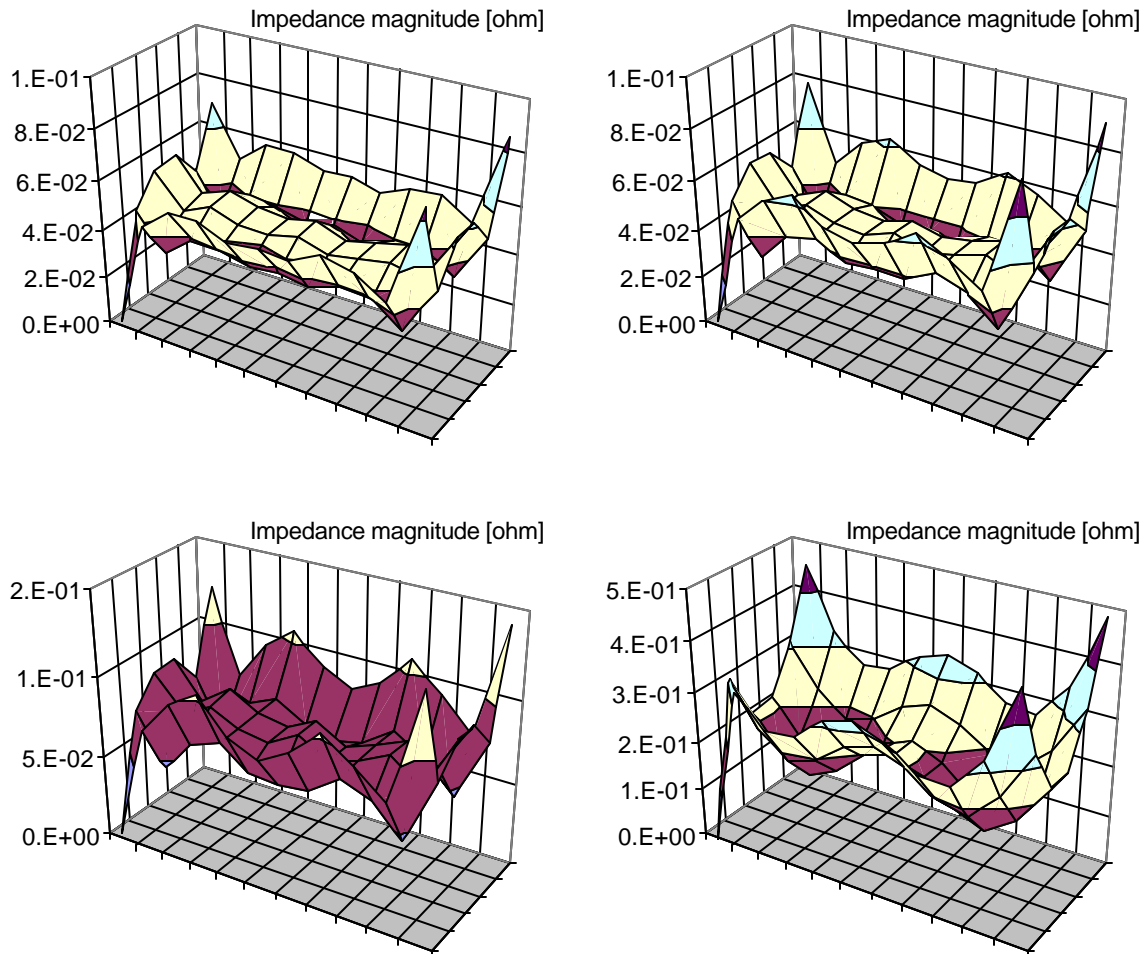 Impedance magnitude [ohm]
1.E-01
8.E-02
6.E-02
4.E-02
2.E-02
0.E+00
Impedance magnitude [ohm]
1.E-01
8.E-02
6.E-02
4.E-02
2.E-02
0.E+00
Impedance magnitude [ohm]
2.E-01
1.E-01
5.E-02
0.E+00
Impedance magnitude [ohm]
5.E-01
4.E-01
3.E-01
2.E-01
1.E-01
0.E+00